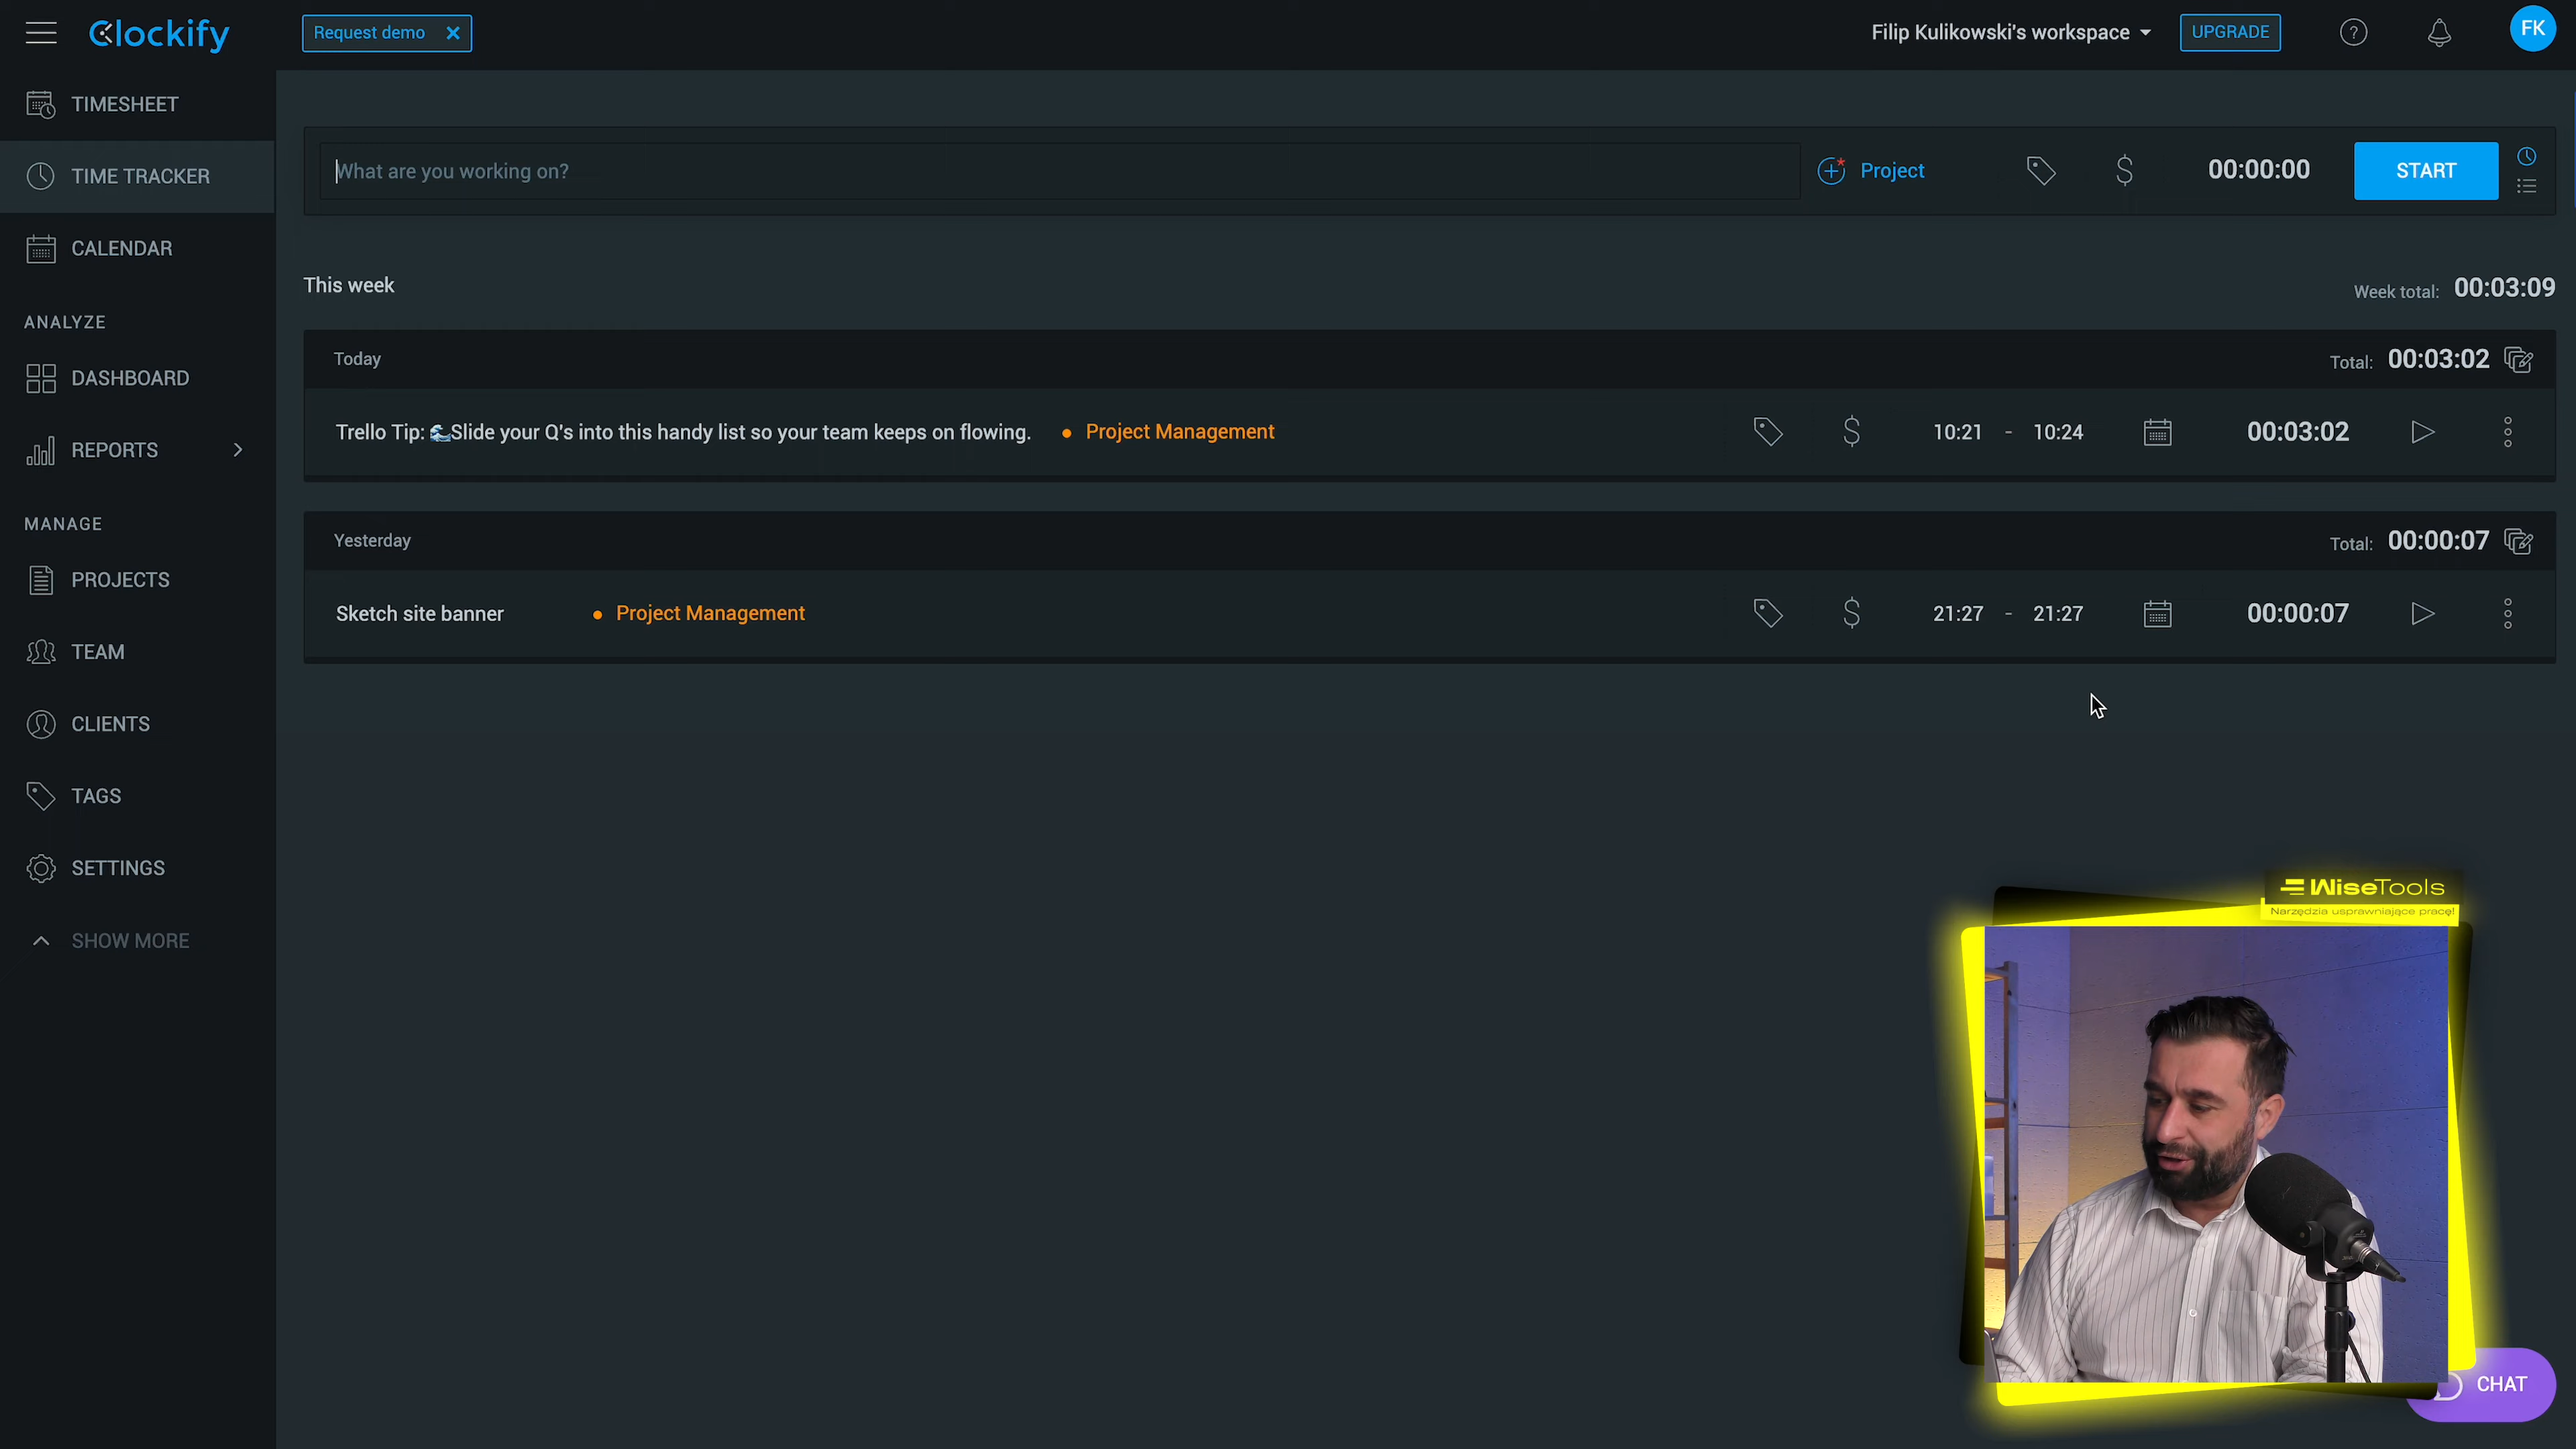 Clockify
Request demo
Filip Kulikowski's workspace
UPGRADE
FK
TIMESHEET
TIME TRACKER
CALENDAR
ANALYZE
DASHBOARD
REPORTS
MANAGE
PROJECTS
TEAM
CLIENTS
TAGS
SETTINGS
SHOW MORE
What are you working on?
Project
$
00:00:00
START
This week
Week total: 00:03:09
Today
Total: 00:03:02
Trello Tip: 🌊Slide your Q's into this handy list so your team keeps on flowing. • Project Management $ 10:21 - 10:24 00:03:02
Yesterday
Total: 00:00:07
Sketch site banner • Project Management $ 21:27 - 21:27 00:00:07
WiseTools
Narzędzia usprawniające pracę!
CHAT